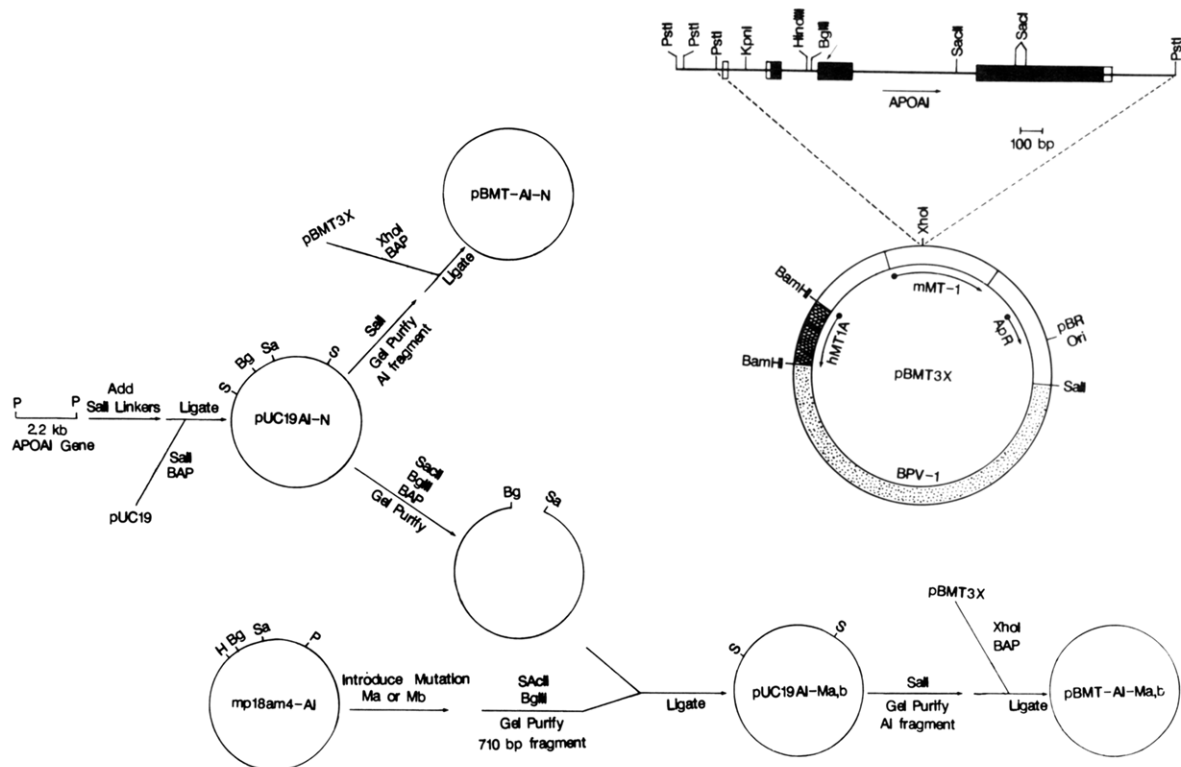 PstI
PstI
PstI
KpnI
HindIII
BglII
SacII
SacI
PstI
APOAI
100 bp
XhoI
BamHI
BamHI
mMT-1
hMT1A
ApR
pBR
Ori
SalI
pBMT3X
BPV-1
pBMT-AI-N
pBMT3X
XhoI
BAP
Ligate
SalI
Gel Purify
AI fragment
S
Bg
Sa
S
pUC19AI-N
P
P
2.2 kb
APOAI Gene
Add
SalI Linkers
Ligate
SalI
BAP
pUC19
SacII
BglII
BAP
Gel Purify
Bg
Sa
H
Bg
Sa
P
mp18am4-AI
Introduce Mutation
Ma or Mb
SAcII
BglII
Gel Purify
710 bp fragment
Ligate
S
S
pUC19AI-Ma,b
SalI
Gel Purify
AI fragment
pBMT3X
XhoI
BAP
Ligate
pBMT-AI-Ma,b